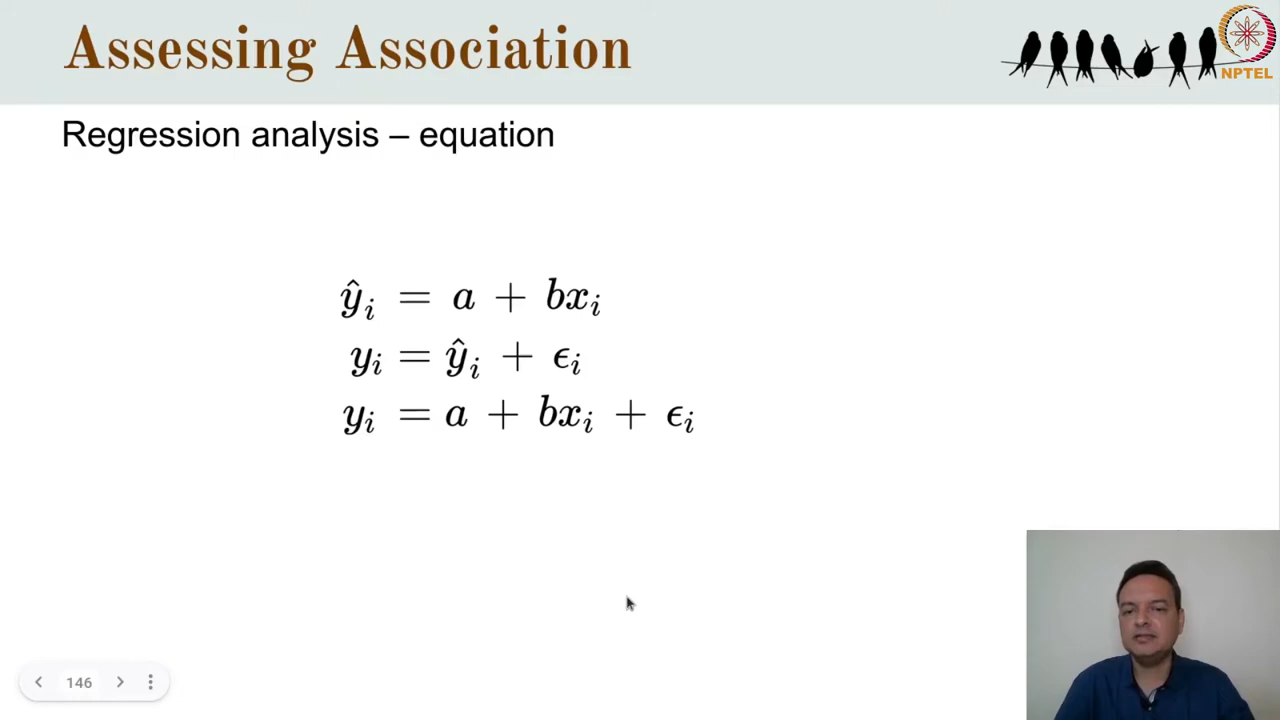 Assessing Association
NPTEL
Regression analysis – equation
ŷᵢ = a + bxᵢ
yᵢ = ŷᵢ + ϵᵢ
yᵢ = a + bxᵢ + ϵᵢ
146